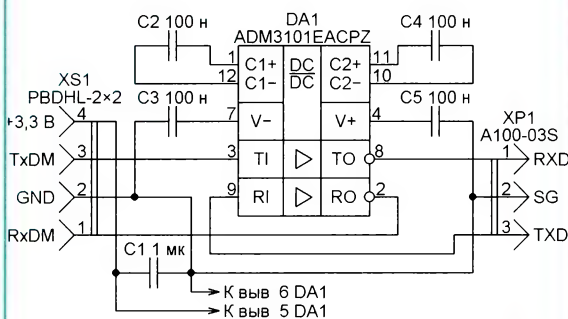 C2 100 н
DA1
ADM3101EACPZ
C4 100 н
1
C1+
DC
DC
C2+
11
12
C1−
C2−
10
XS1
PBDHL-2×2
C3 100 н
C5 100 н
XP1
A100-03S
+3,3 В
4
7
V−
V+
4
TxDM
3
3
TI
TO
8
1
RXD
GND
2
9
RI
RO
2
2
SG
RxDM
1
3
TXD
C1 1 мк
К выв 6 DA1
К выв 5 DA1